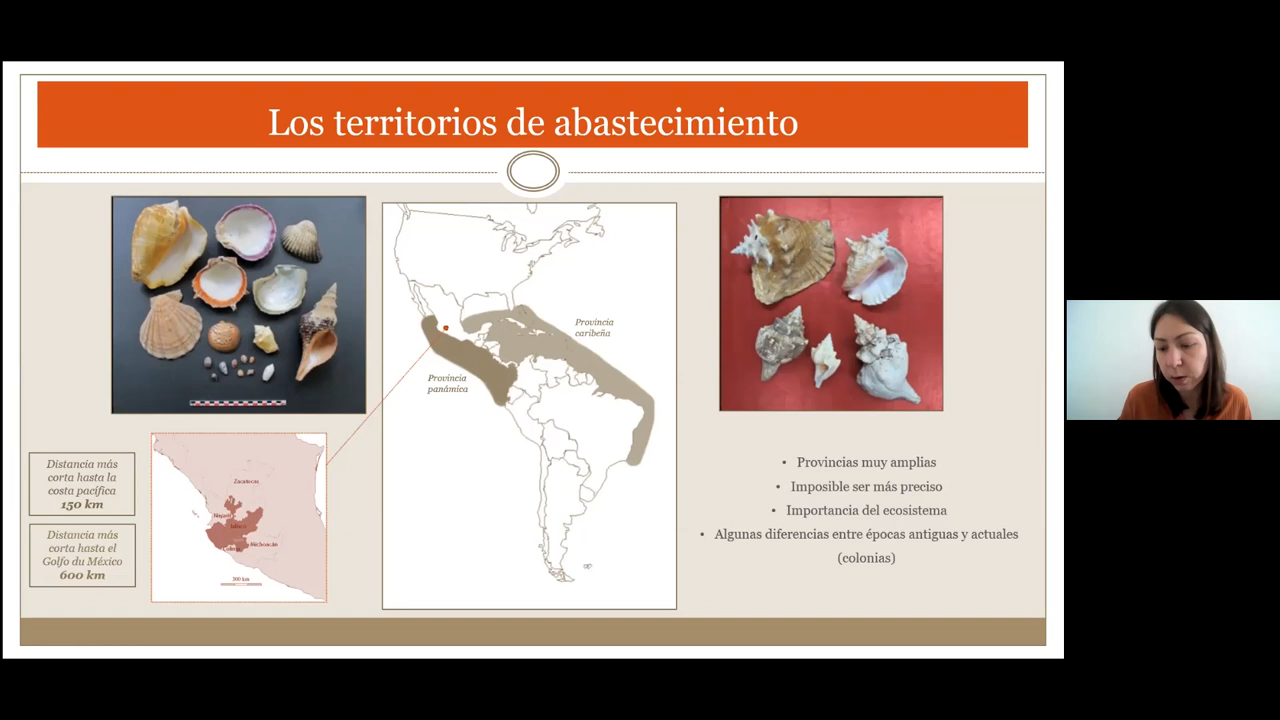 Los territorios de abastecimiento
Provincia
caribeña
Provincia
panámica
Distancia más
corta hasta la
costa pacifica
150 km
Distancia más
corta hasta el
Golfo du México
600 km
Zacatecas
Nayarit
Jalisco
Michoacán
Colima
300 km
• Provincias muy amplias
• Imposible ser más preciso
• Importancia del ecosistema
• Algunas diferencias entre épocas antiguas y actuales
(colonias)